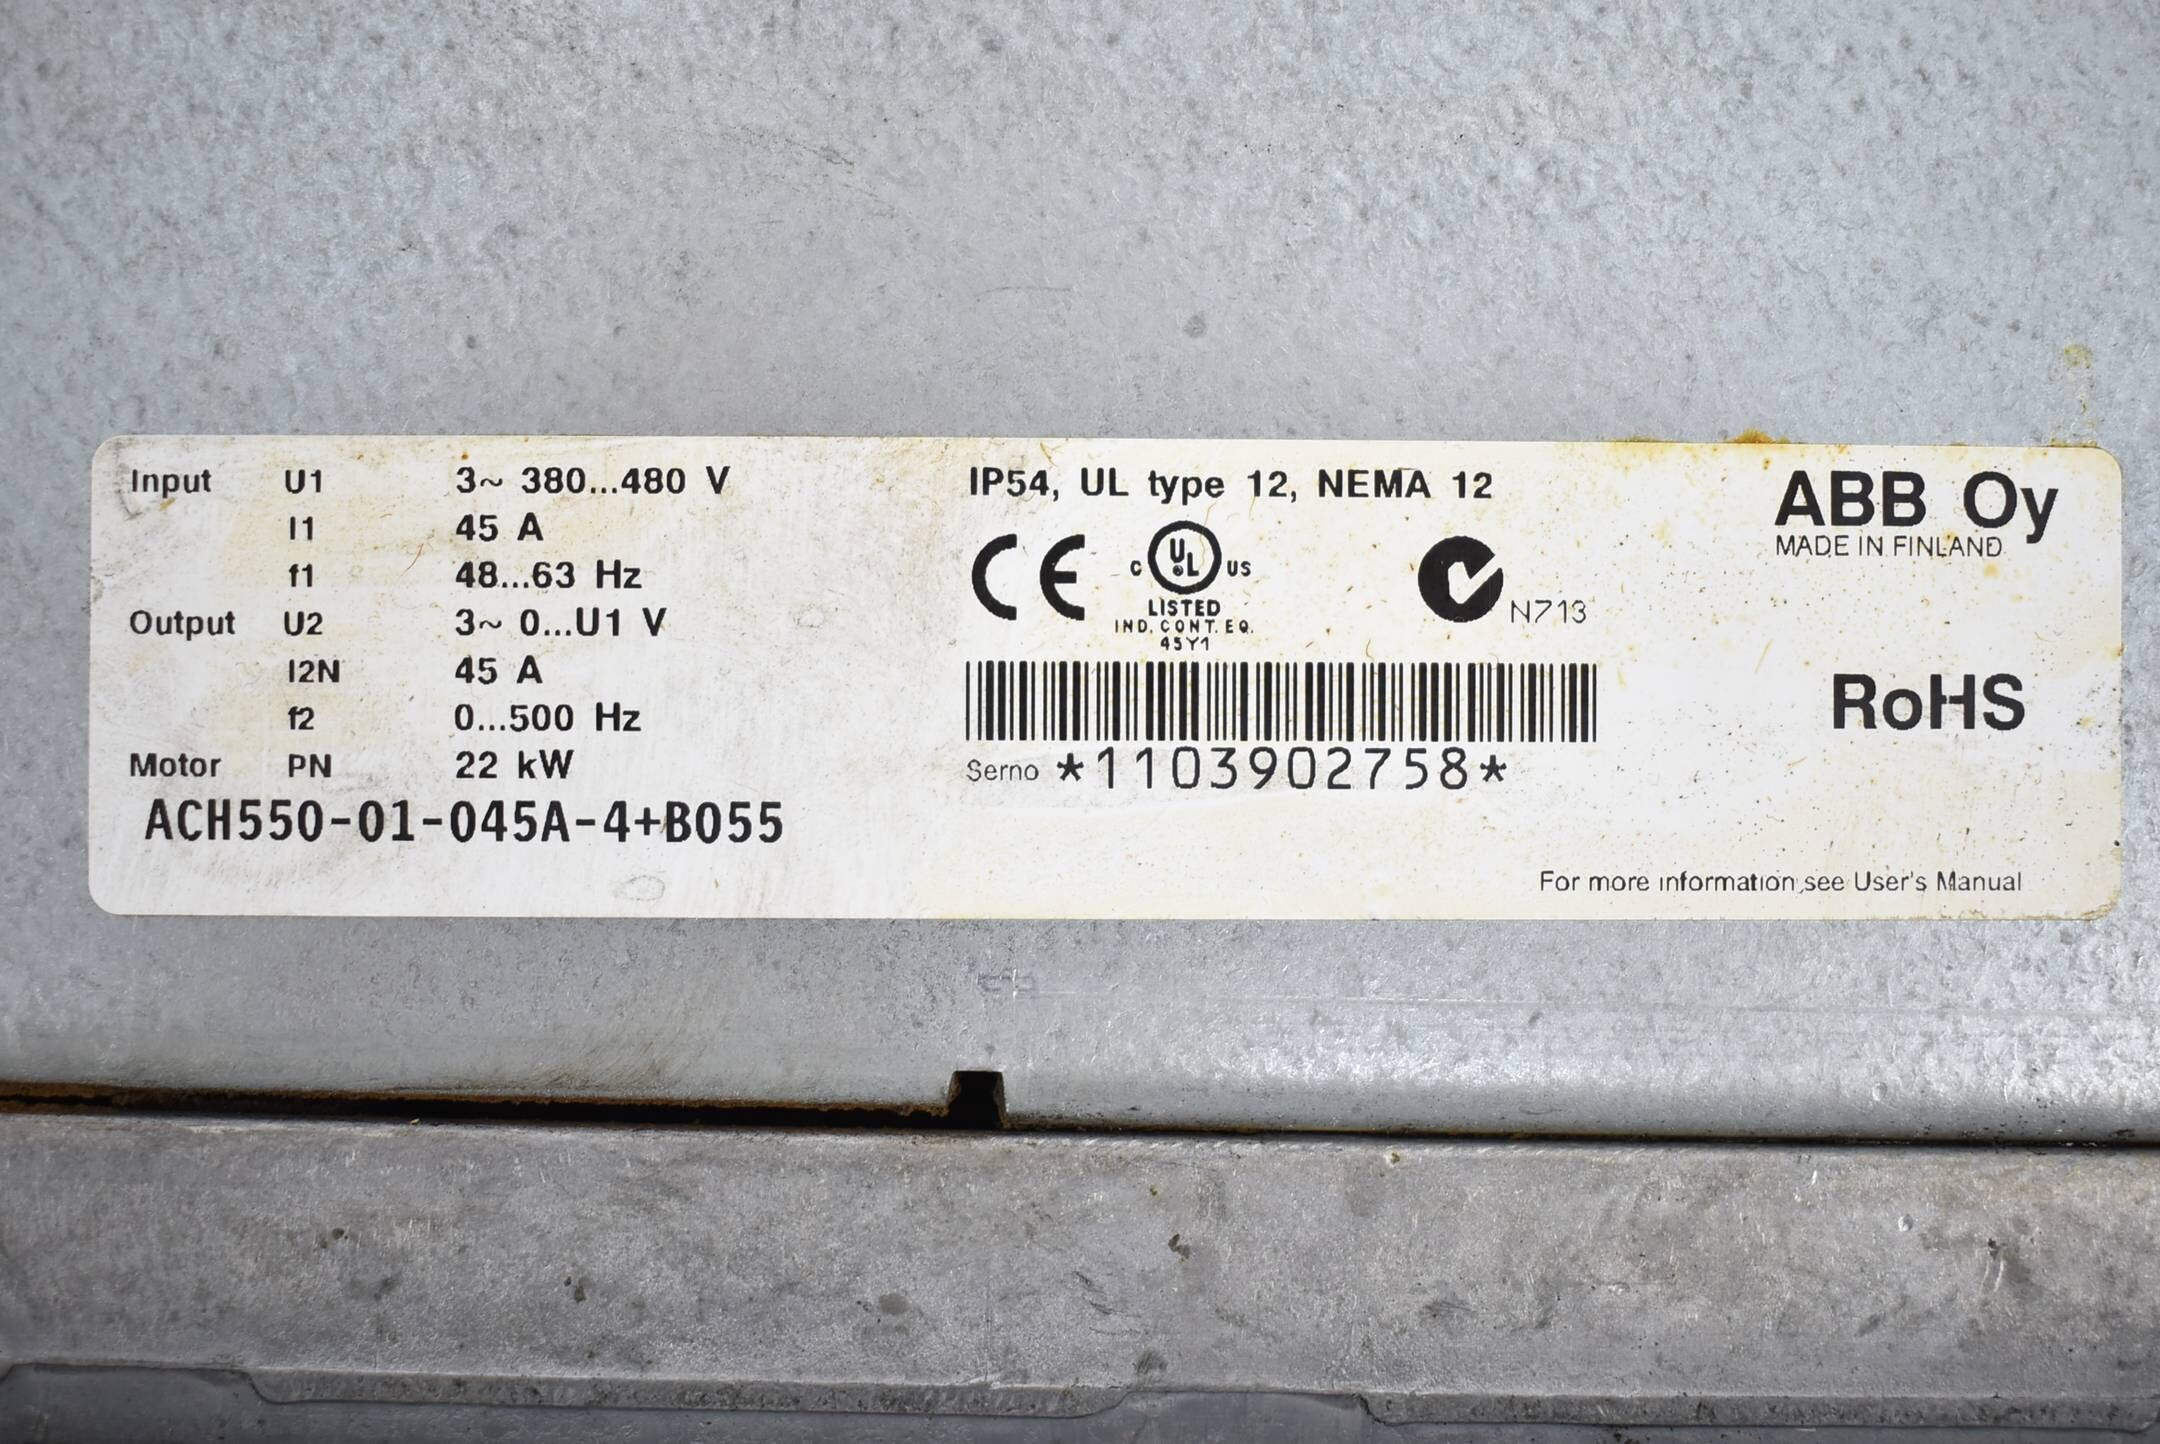 Input U1 3~ 380...480 V
I1 45 A
f1 48...63 Hz
Output U2 3~ 0...U1 V
I2N 45 A
f2 0...500 Hz
Motor PN 22 kW
ACH550-01-045A-4+B055
IP54, UL type 12, NEMA 12
CE
C UL US
LISTED
IND. CONT. EQ.
45Y1
N713
Serno *1103902758*
ABB Oy
MADE IN FINLAND
RoHS
For more information see User's Manual